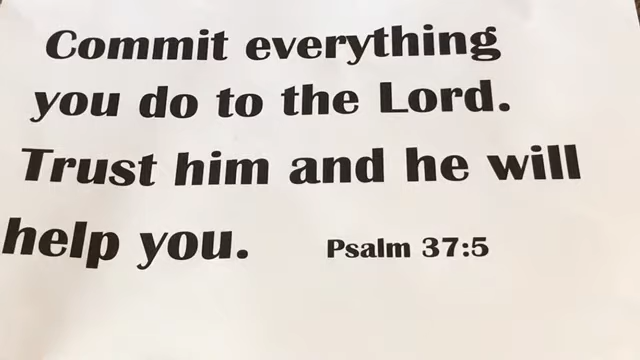 Commit everything
you do to the Lord.
Trust him and he will
help you. Psalm 37:5